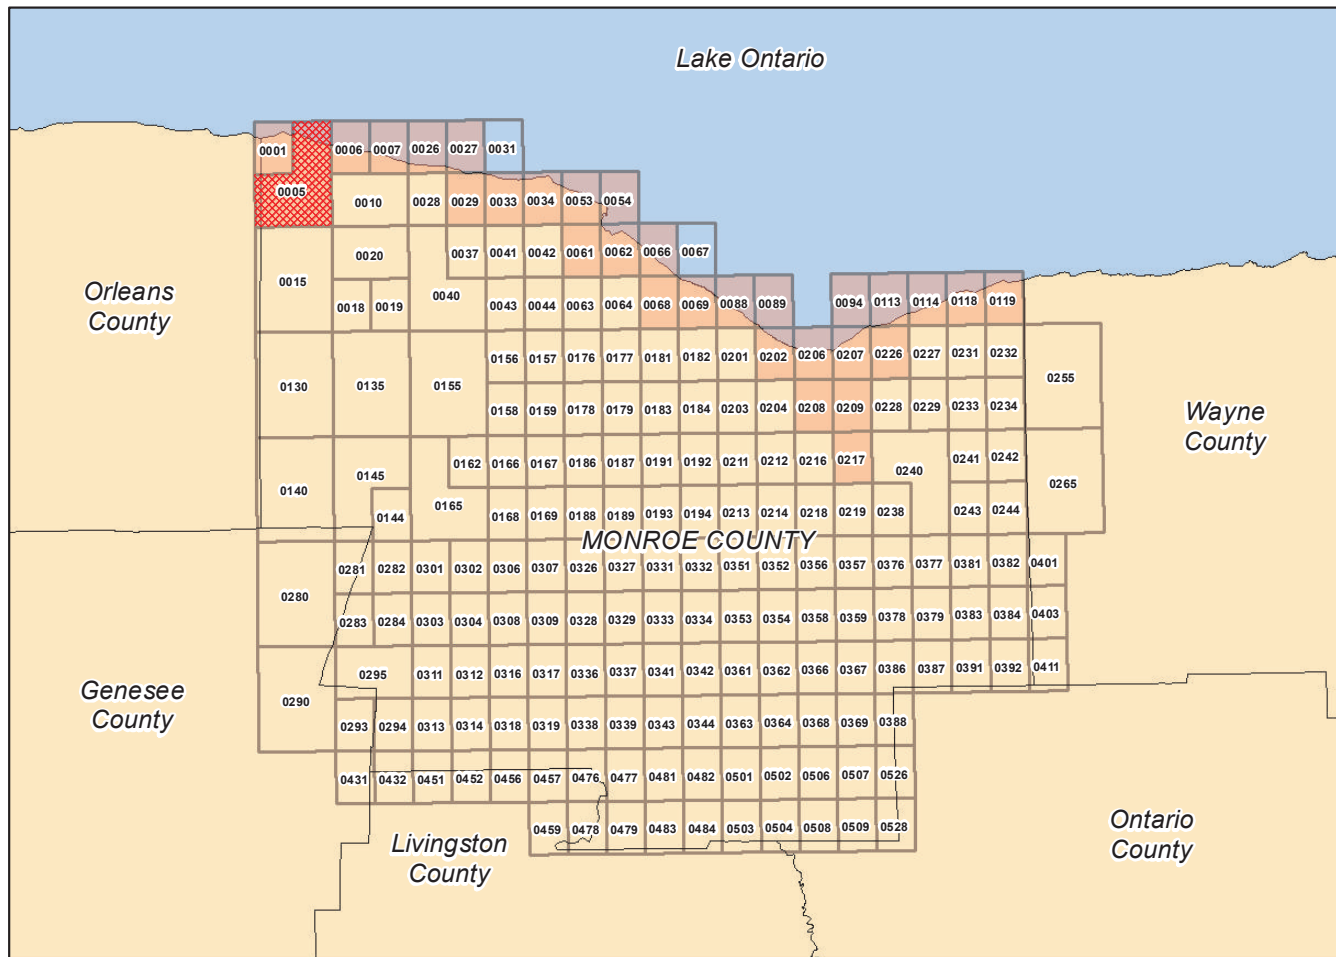 Lake Ontario
0001 0006 0007 0026 0027 0031
0005 0010 0028 0029 0033 0034 0053 0054
0015 0020 0037 0041 0042 0061 0062 0066 0067
Orleans
County
0018 0019 0040 0043 0044 0063 0064 0068 0069 0088 0089 0094 0113 0114 0118 0119
0156 0157 0176 0177 0181 0182 0201 0202 0206 0207 0226 0227 0231 0232
0130 0135 0155 0255
0158 0159 0178 0179 0183 0184 0203 0204 0208 0209 0228 0229 0233 0234
Wayne
County
0162 0166 0167 0186 0187 0191 0192 0211 0212 0216 0217 0240 0241 0242
0140 0145 0265
0144 0165 0168 0169 0188 0189 0193 0194 0213 0214 0218 0219 0238 0243 0244
MONROE COUNTY
0281 0282 0301 0302 0306 0307 0326 0327 0331 0332 0351 0352 0356 0357 0376 0377 0381 0382 0401
0280
0283 0284 0303 0304 0308 0309 0328 0329 0333 0334 0353 0354 0358 0359 0378 0379 0383 0384 0403
0295 0311 0312 0316 0317 0336 0337 0341 0342 0361 0362 0366 0367 0386 0387 0391 0392 0411
Genesee
County
0290
0293 0294 0313 0314 0318 0319 0338 0339 0343 0344 0363 0364 0368 0369 0388
0431 0432 0451 0452 0456 0457 0476 0477 0481 0482 0501 0502 0506 0507 0526
0459 0478 0479 0483 0484 0503 0504 0508 0509 0528
Livingston
County
Ontario
County